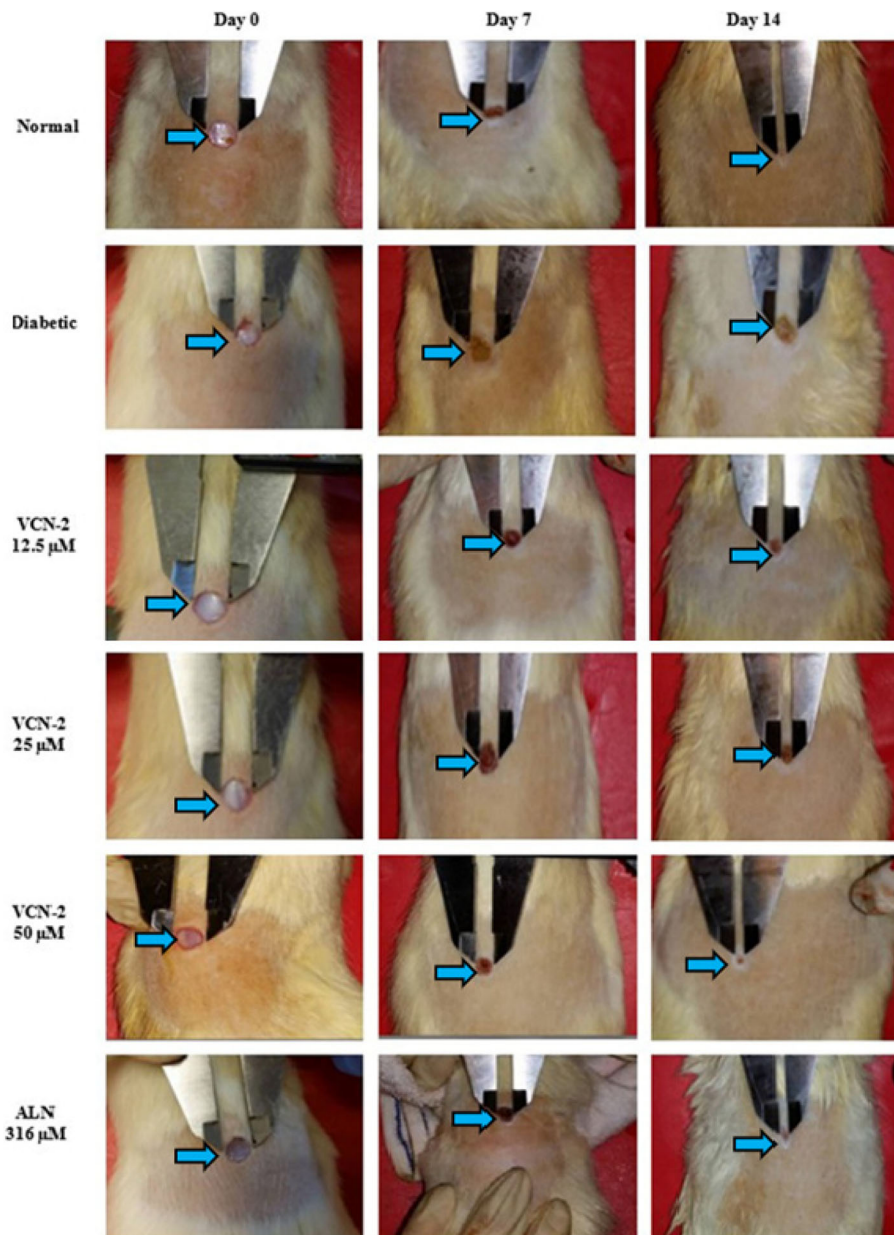 Day 0 Day 7 Day 14
Normal
Diabetic
VCN-2
12.5 µM
VCN-2
25 µM
VCN-2
50 µM
ALN
316 µM